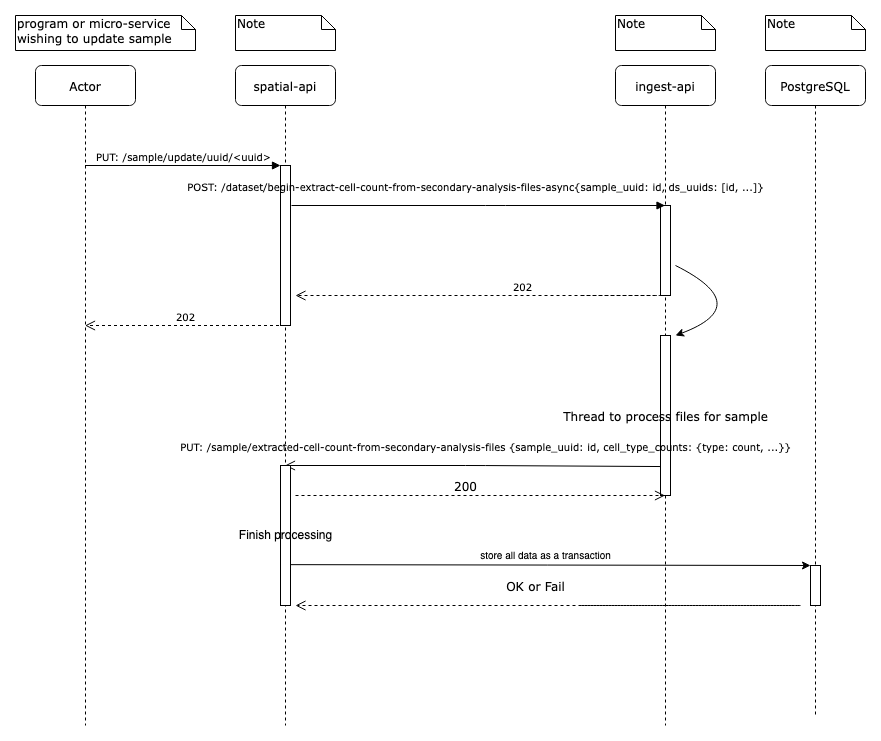 program or micro-service
wishing to update sample
Note
Note
Note
Actor
spatial-api
ingest-api
PostgreSQL
PUT: /sample/update/uuid/<uuid>
POST: /dataset/begin-extract-cell-count-from-secondary-analysis-files-async{sample_uuid: id, ds_uuids: [id, ...]}
202
202
Thread to process files for sample
PUT: /sample/extracted-cell-count-from-secondary-analysis-files {sample_uuid: id, cell_type_counts: {type: count, ...}}
200
Finish processing
store all data as a transaction
OK or Fail